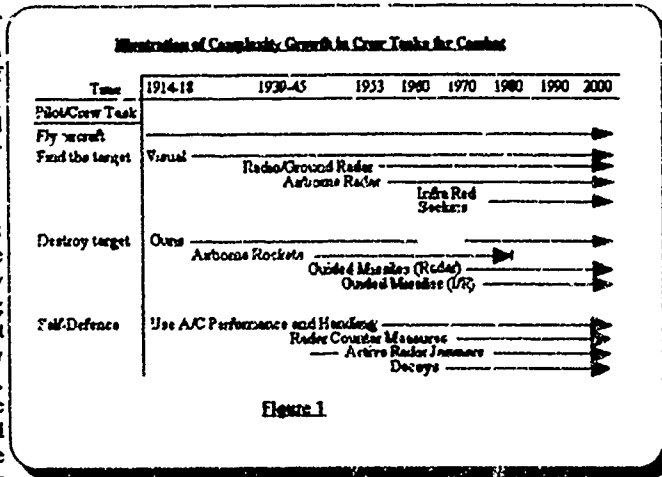 Illustration of Complexity Growth in Crew Tasks for Combat
Time 1914-18 1939-45 1953 1960 1970 1980 1990 2000
Pilot/Crew Task
Fly aircraft
Find the target Visual
Radio/Ground Radar
Airborne Radar
Infra Red
Seekers
Destroy target Guns
Airborne Rockets
Guided Missiles (Radar)
Guided Missiles (I/R)
Self-Defence Use A/C Performance and Handling
Radar Counter Measures
Active Radar Jammers
Decoys
Figure 1